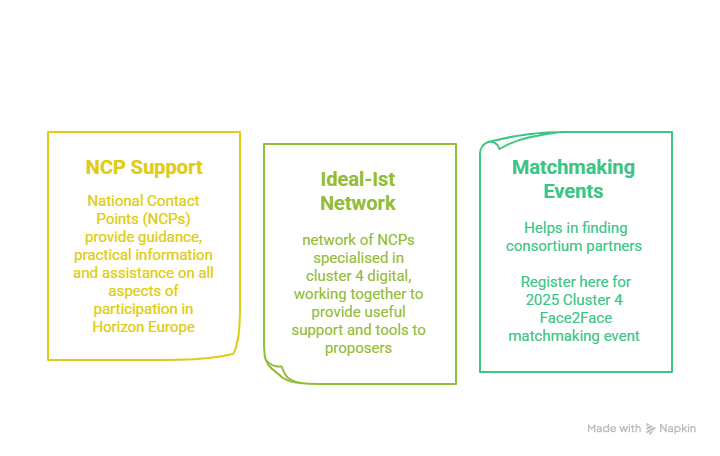 NCP Support
National Contact
Points (NCPs)
provide guidance,
practical information
and assistance on all
aspects of
participation in
Horizon Europe
Ideal-Ist
Network
network of NCPs
specialised in
cluster 4 digital,
working together to
provide useful
support and tools to
proposers
Matchmaking
Events
Helps in finding
consortium partners
Register here for
2025 Cluster 4
Face2Face
matchmaking event
Made with Napkin